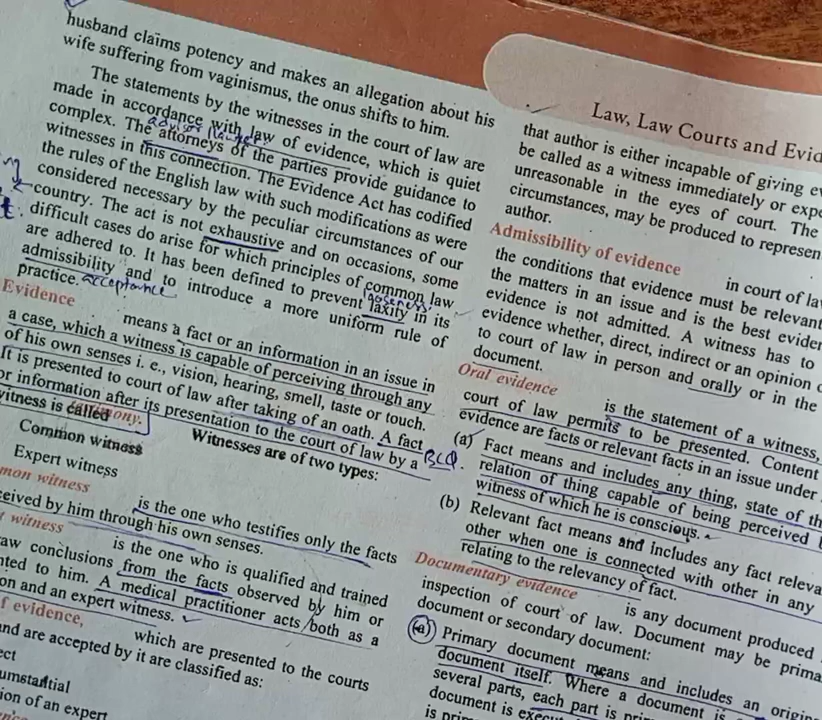 husband claims potency and makes an allegation about his
wife suffering from vaginismus, the onus shifts to him.
The statements by the witnesses in the court of law are
made in accordance with law of evidence, which is quiet
complex. The attorneys of the parties provide guidance to
witnesses in this connection. The Evidence Act has codified
the rules of the English law with such modifications as were
considered necessary by the peculiar circumstances of our
country. The act is not exhaustive and on occasions, some
difficult cases do arise for which principles of common law
are adhered to. It has been defined to prevent laxity in its
looseness
admissibility and to introduce a more uniform rule of
practice. acceptance
Evidence means a fact or an information in an issue in
a case, which a witness is capable of perceiving through any
of his own senses i. e., vision, hearing, smell, taste or touch.
It is presented to court of law after taking of an oath. A fact
or information after its presentation to the court of law by a
witness is called testimony. Witnesses are of two types:
Common witness
Expert witness
mon witness is the one who testifies only the facts
ceived by him through his own senses.
t witness is the one who is qualified and trained
aw conclusions from the facts observed by him or
nted to him. A medical practitioner acts both as a
on and an expert witness.
f evidence, which are presented to the courts
and are accepted by it are classified as:
ect
umstantial
ion of an expert
Law, Law Courts and Evid
that author is either incapable of giving ev
be called as a witness immediately or expe
unreasonable in the eyes of court. The
circumstances, may be produced to represen
author.
Admissibility of evidence in court of la
the conditions that evidence must be relevant
the matters in an issue and is the best eviden
evidence is not admitted. A witness has to
evidence whether, direct, indirect or an opinion o
to court of law in person and orally or in the
document.
Oral evidence is the statement of a witness,
court of law permits to be presented. Content
evidence are facts or relevant facts in an issue under
BCQ.
(a) Fact means and includes any thing, state of th
relation of thing capable of being perceived b
witness of which he is conscious.
(b) Relevant fact means and includes any fact releva
other when one is connected with other in any
relating to the relevancy of fact.
Documentary evidence is any document produced
inspection of court of law. Document may be prima
document or secondary document:
(a) Primary document means and includes an origin
document itself. Where a document is
several parts, each part is prim
document is execu
is prim